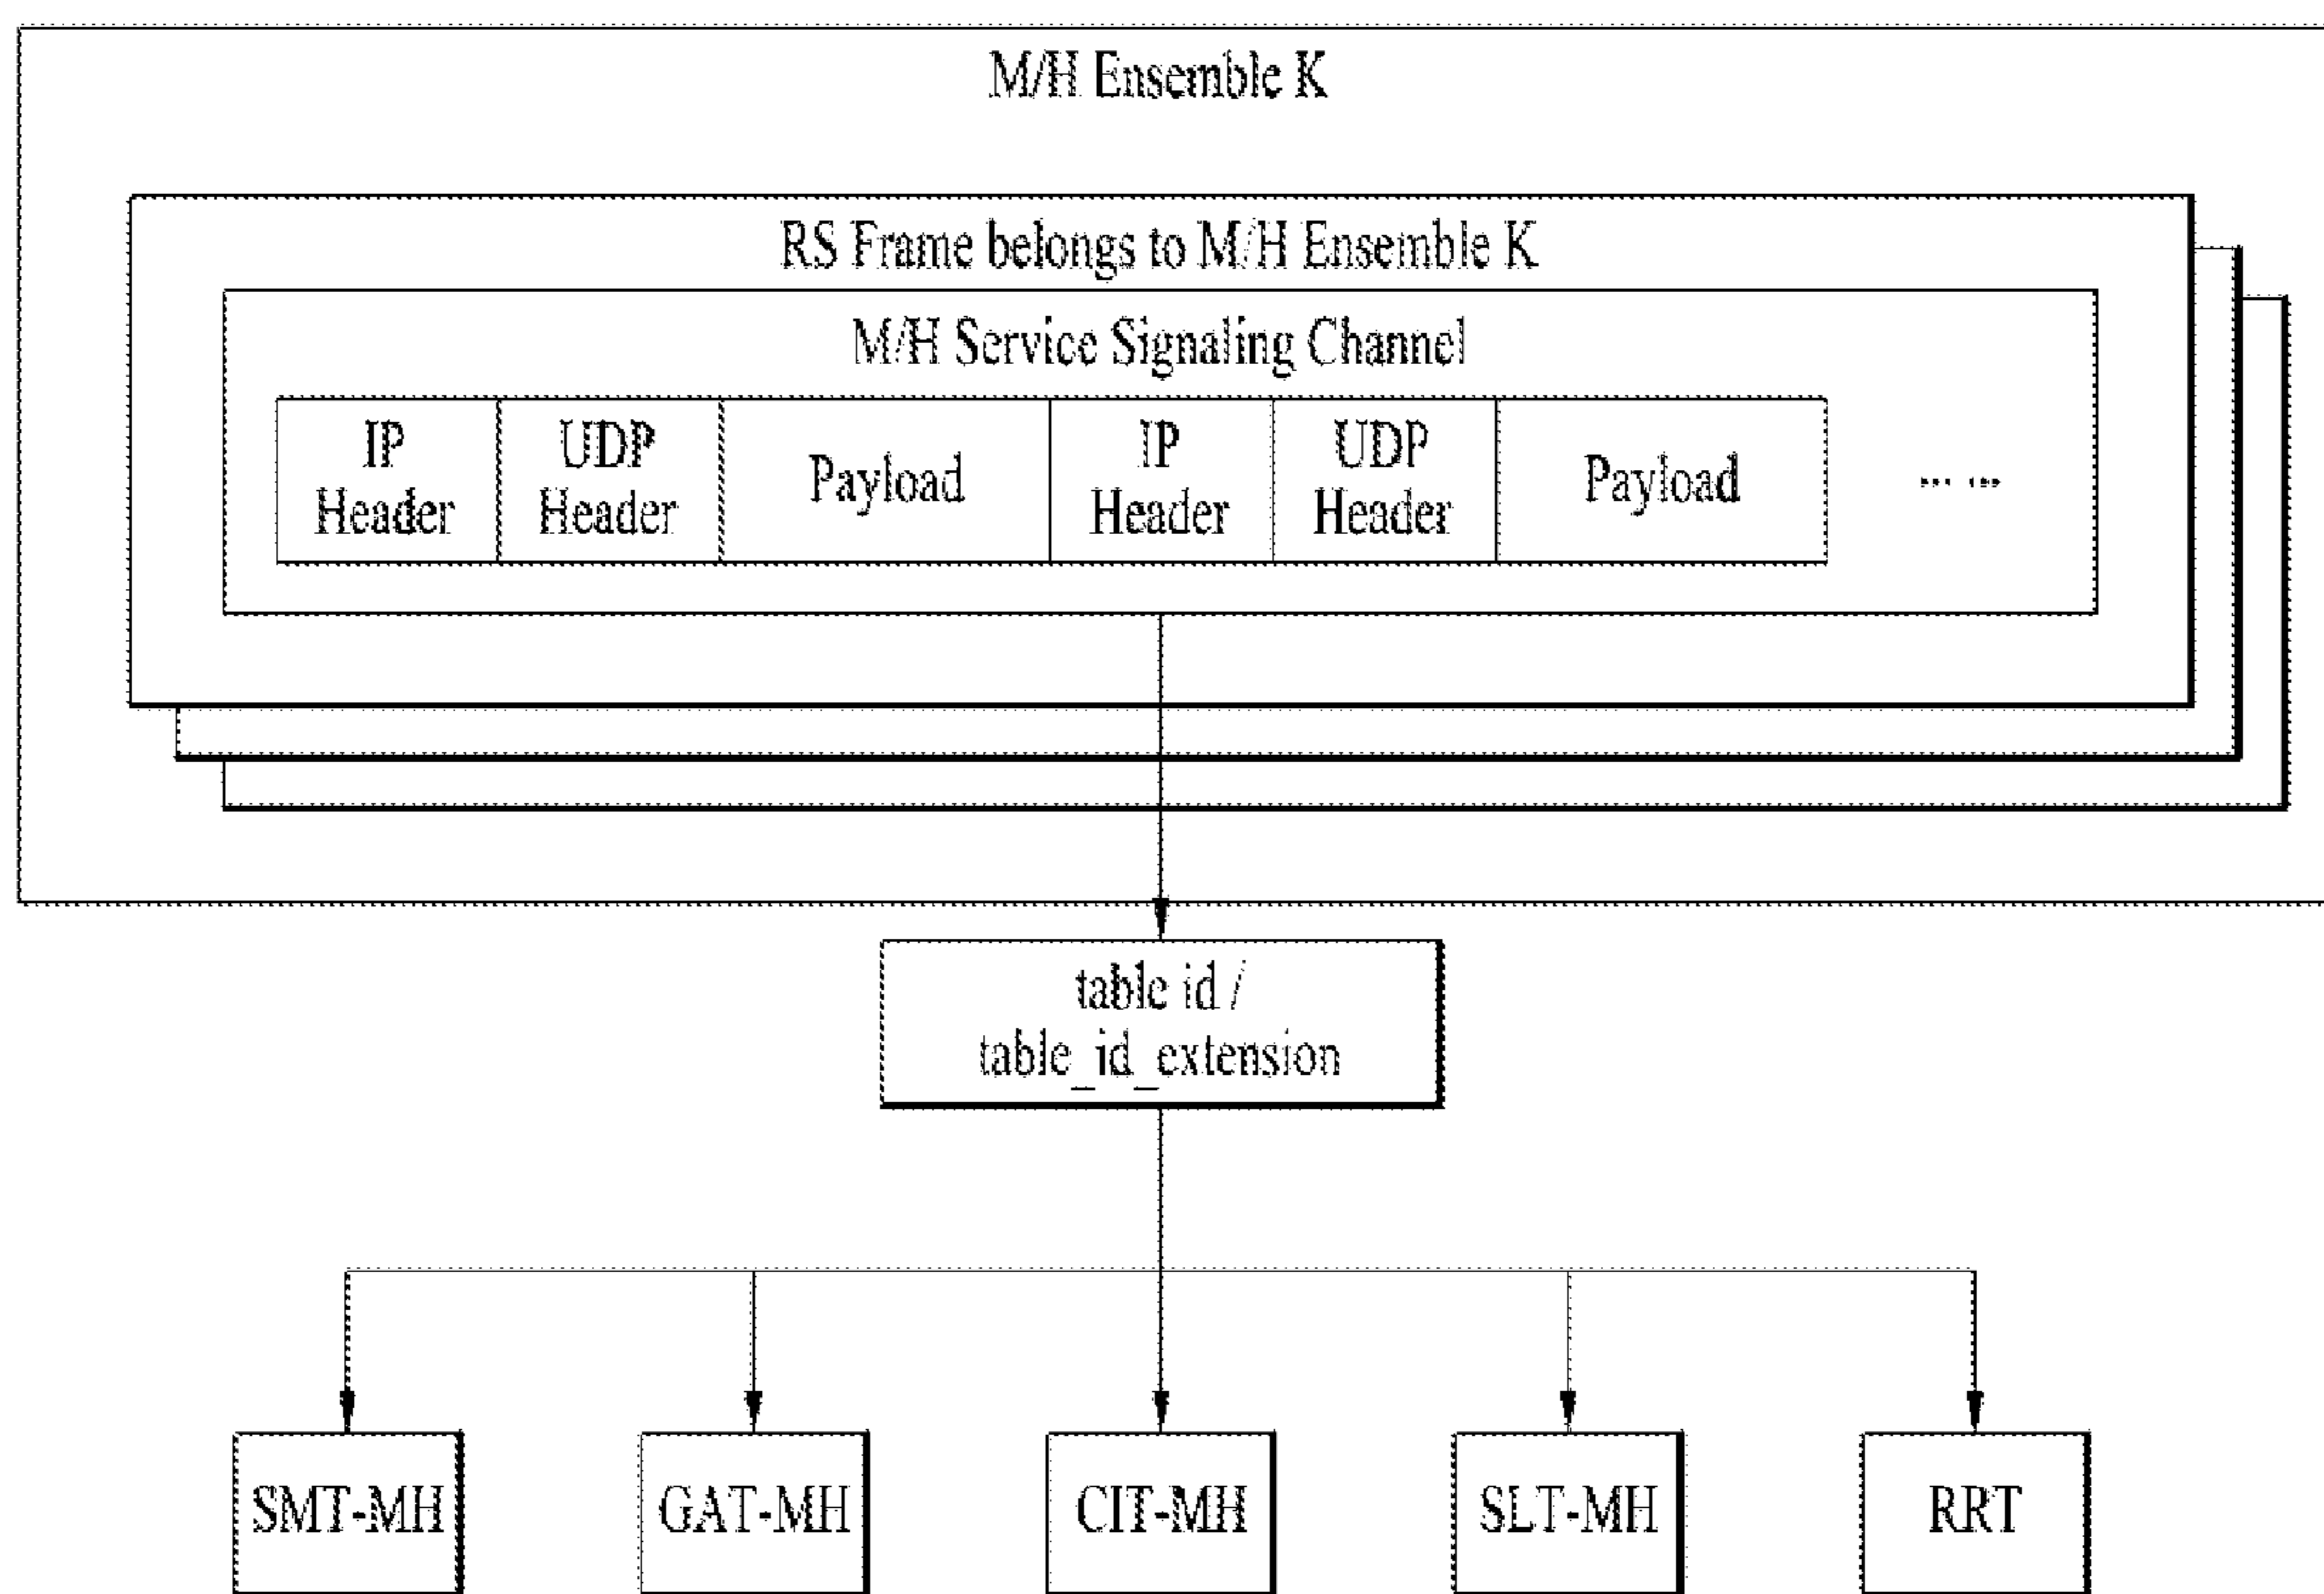 M/H Ensemble K
RS Frame belongs to M/H Ensemble K
M/H Service Signaling Channel
IP Header
UDP Header
Payload
IP Header
UDP Header
Payload
... ...
table id /
table_id_extension
SMT-MH
GAT-MH
CIT-MH
SLT-MH
RRT